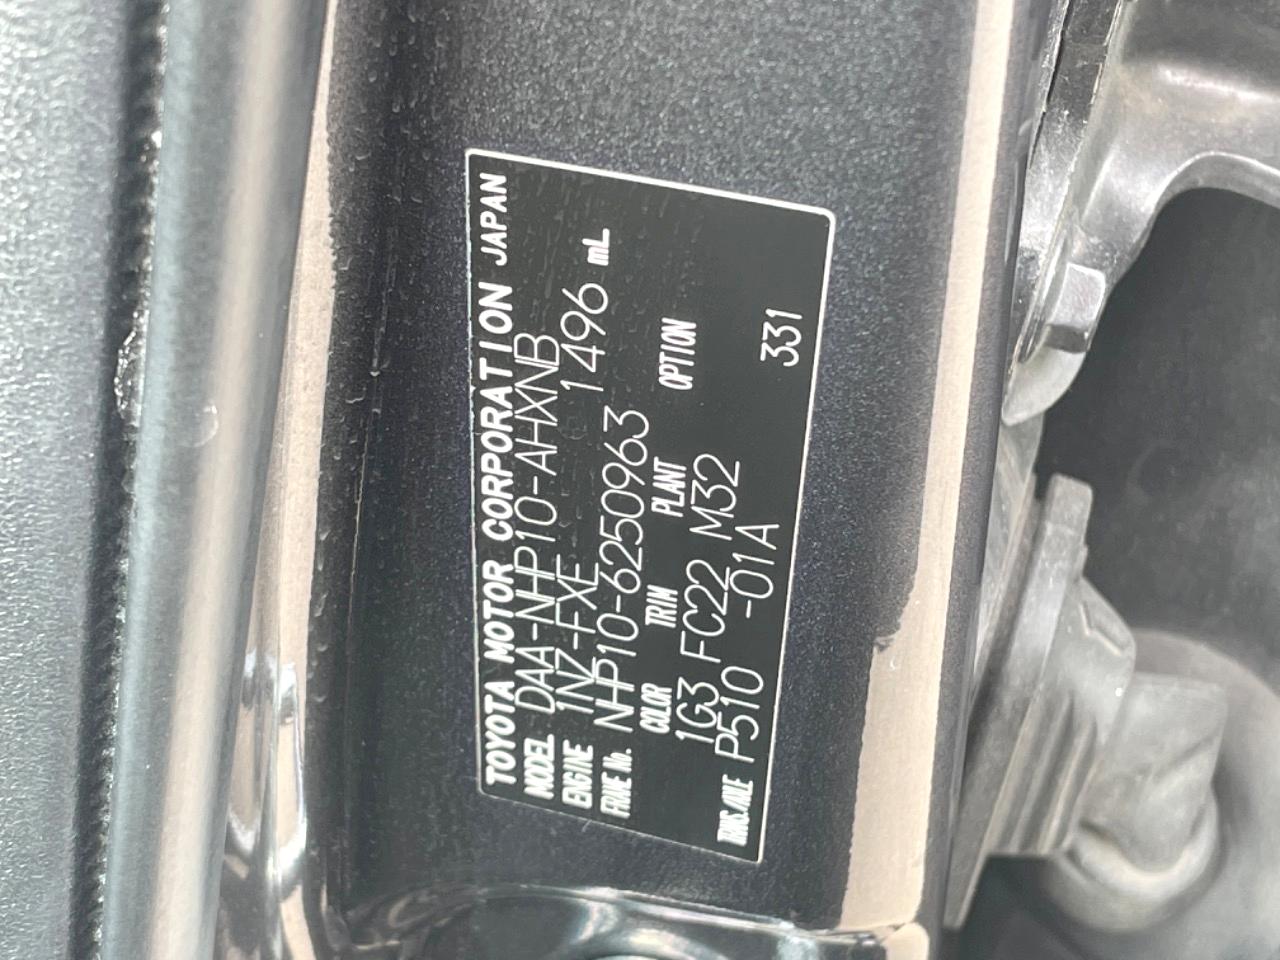 TOYOTA MOTOR CORPORATION JAPAN
MODEL DAA-NHP10-AHXNB
ENGINE 1NZ-FXE 1496 mL
FRAME No. NHP10-6250963
COLOR TRIM PLANT OPTION
1G3 FC22 M32
TRANS./AXLE P510 -01A 331